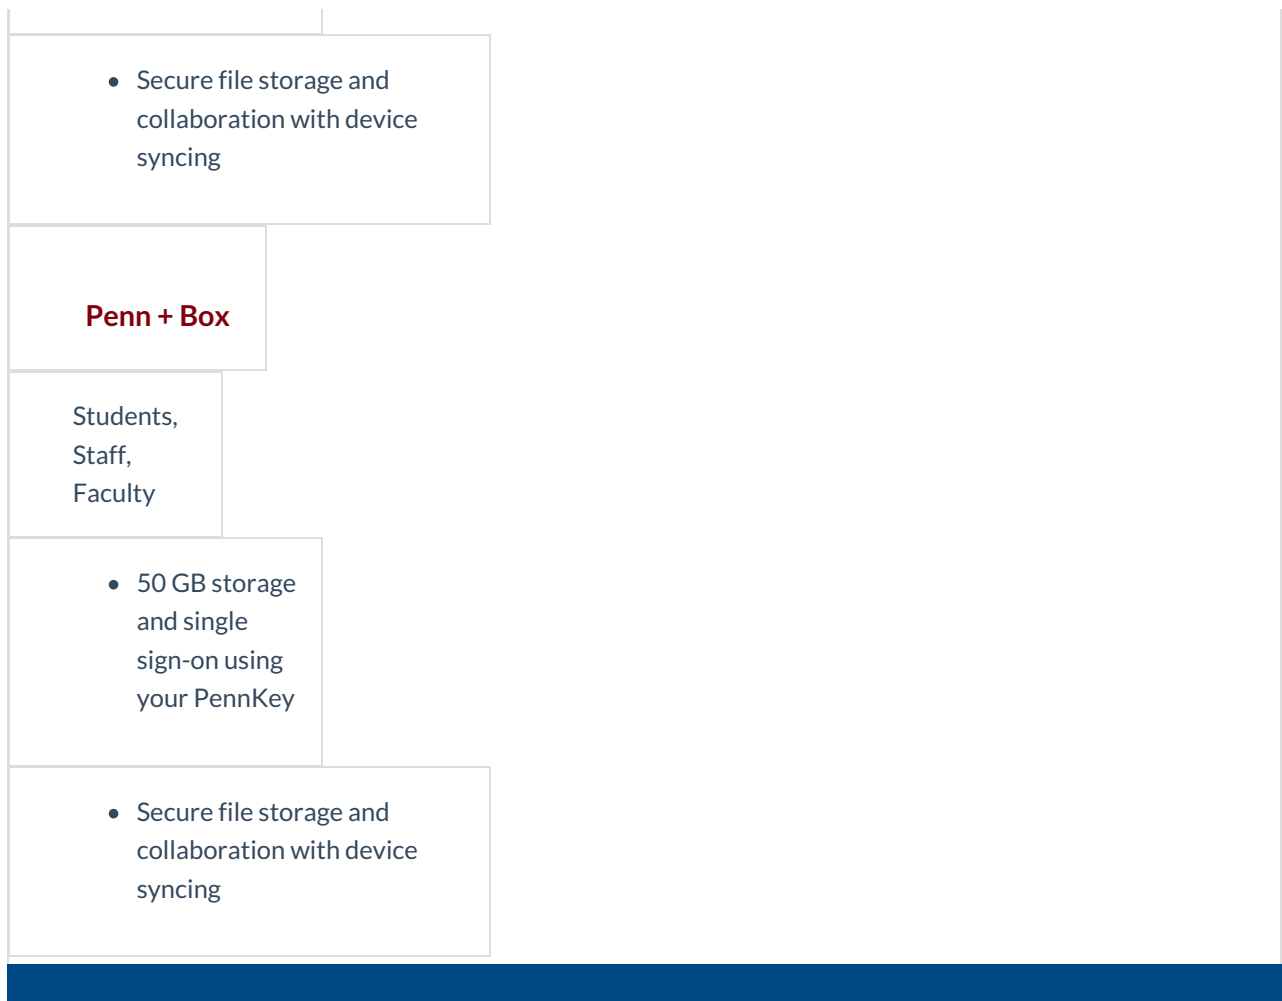 • Secure file storage and
collaboration with device
syncing
Penn + Box
Students,
Staff,
Faculty
• 50 GB storage
and single
sign-on using
your PennKey
• Secure file storage and
collaboration with device
syncing